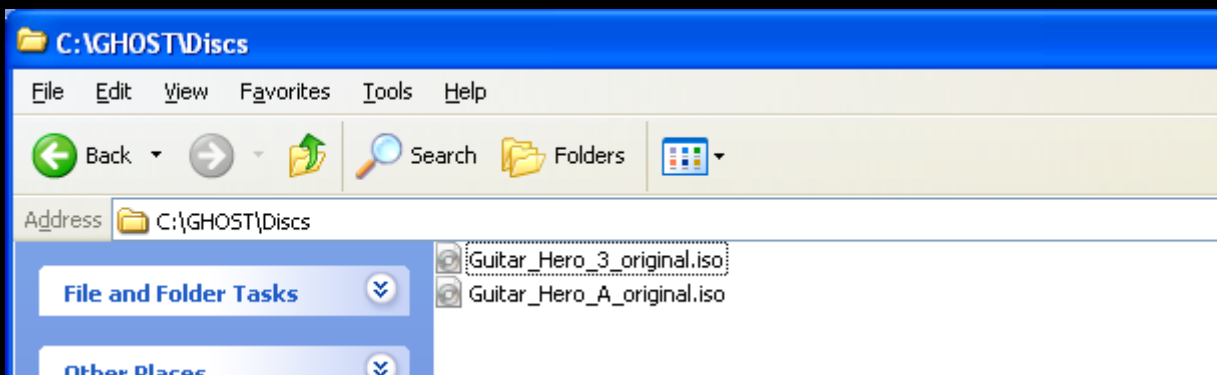 C:\GHOST\Discs
File Edit View Favorites Tools Help
Back Search Folders
Address C:\GHOST\Discs
Guitar_Hero_3_original.iso
File and Folder Tasks
Guitar_Hero_A_original.iso
Other Places